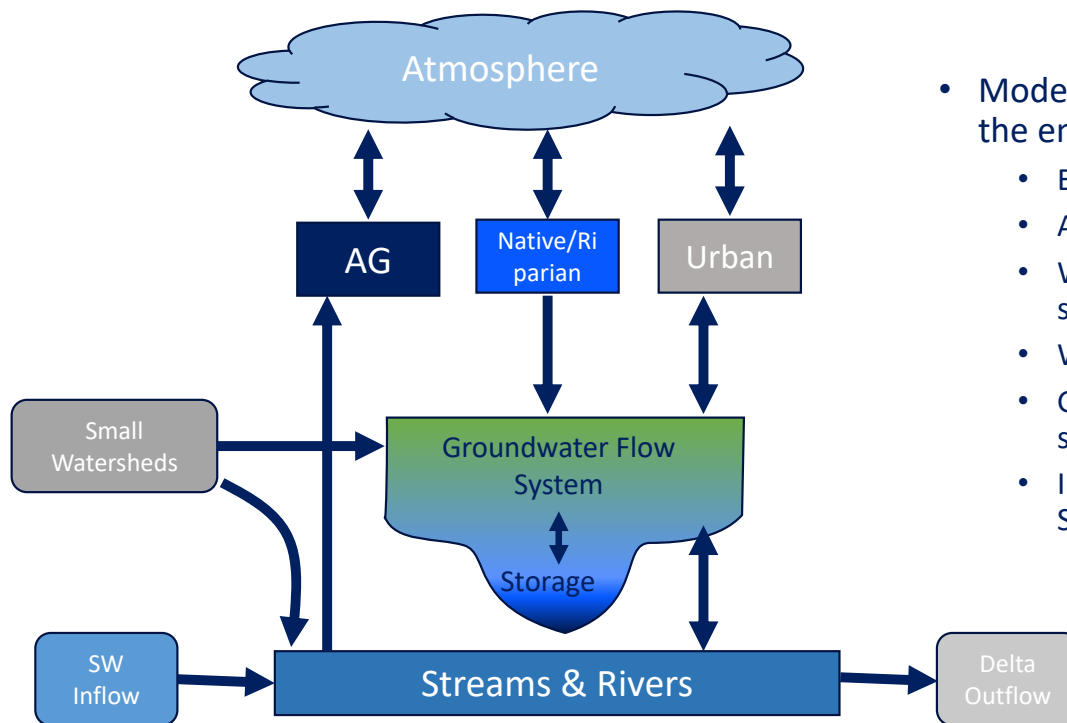 Atmosphere
• Mode
the en
•
•
•
s
•
•
s
•
S
AG
Native/Ri
parian
Urban
Small
Watersheds
Groundwater Flow
System
Storage
SW
Inflow
Streams & Rivers
Delta
Outflow